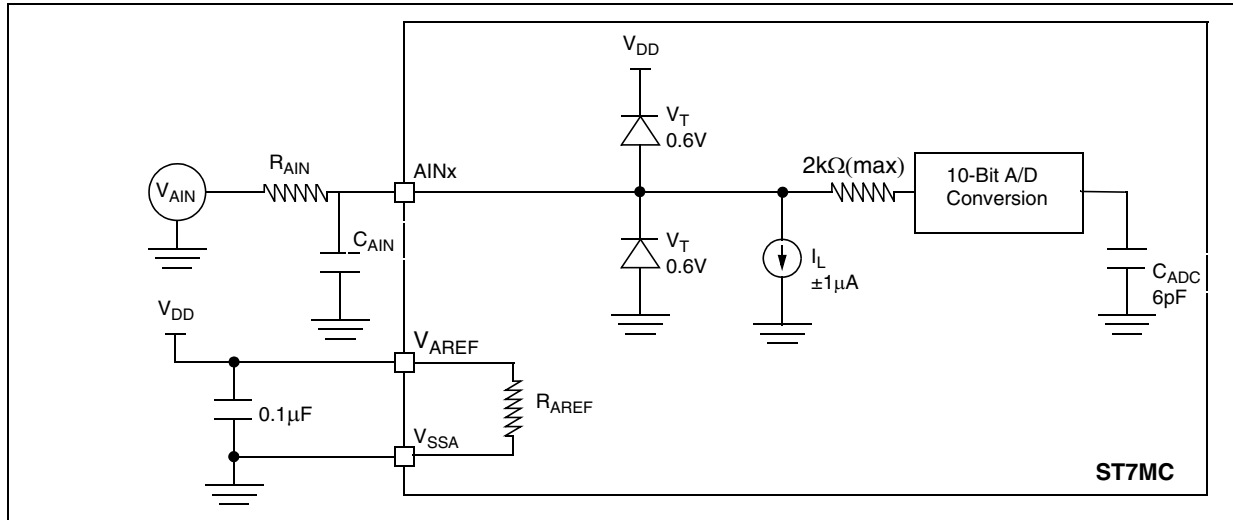 V_DD
V_T
0.6V
R_AIN
AINx
2kΩ(max)
10-Bit A/D
Conversion
V_AIN
C_AIN
V_T
0.6V
I_L
±1μA
C_ADC
6pF
V_DD
V_AREF
0.1μF
R_AREF
V_SSA
ST7MC